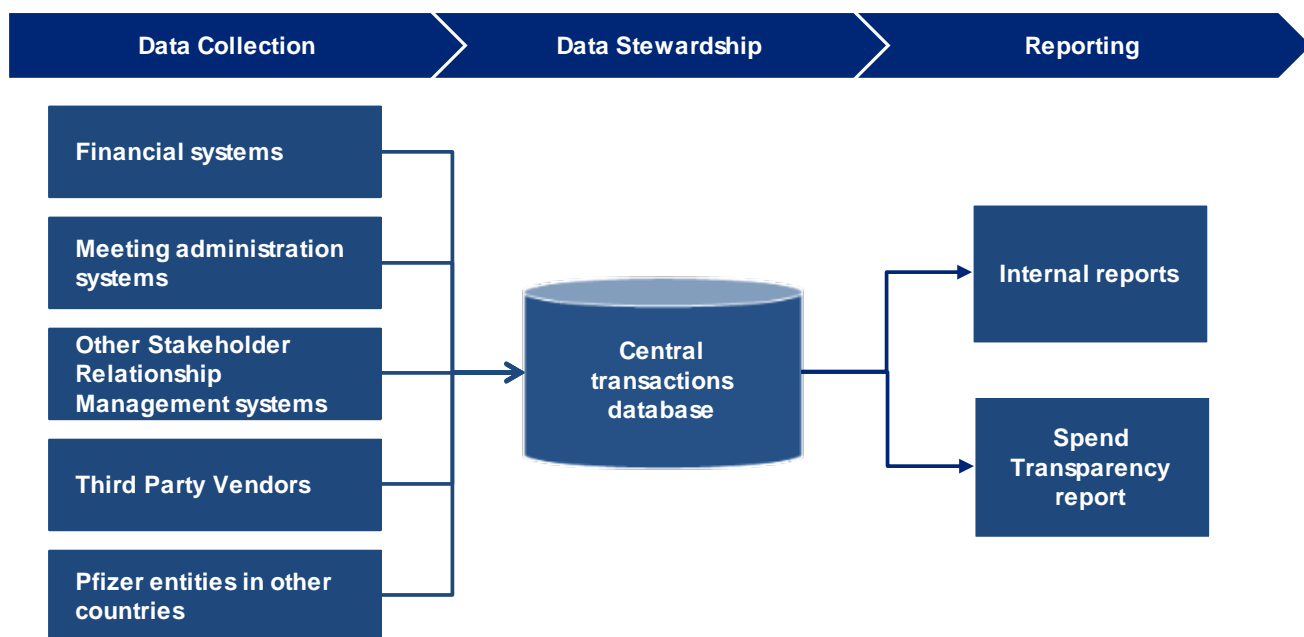 Data Collection
Data Stewardship
Reporting
Financial systems
Meeting administration
systems
Other Stakeholder
Relationship
Management systems
Third Party Vendors
Pfizer entities in other
countries
Central
transactions
database
Internal reports
Spend
Transparency
report